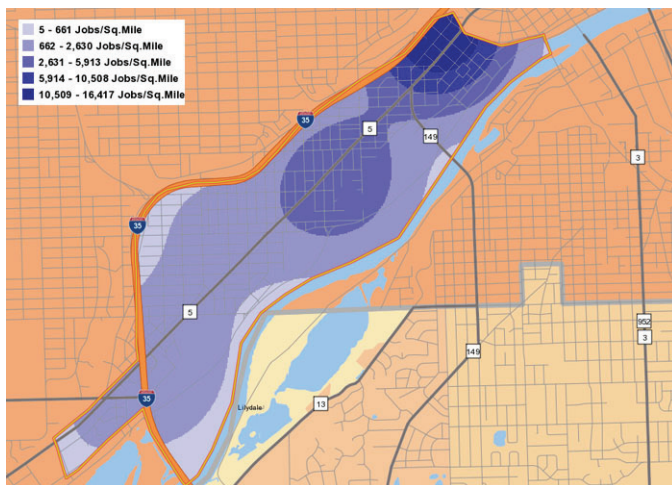 5 - 661 Jobs/Sq.Mile
662 - 2,630 Jobs/Sq.Mile
2,631 - 5,913 Jobs/Sq.Mile
5,914 - 10,508 Jobs/Sq.Mile
10,509 - 16,417 Jobs/Sq.Mile
35
5
149
3
35
5
952
3
149
35
Lilydale
13